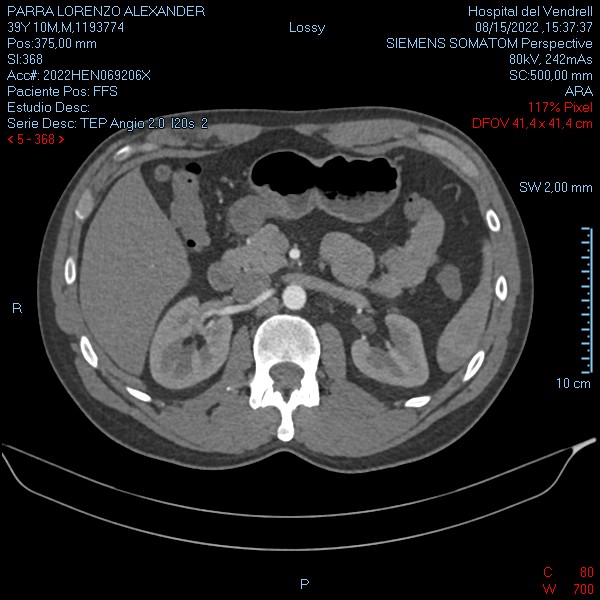 PARRA LORENZO ALEXANDER
39Y 10M,M,1193774
Pos:375,00 mm
SI:368
Acc#: 2022HEN069206X
Paciente Pos: FFS
Estudio Desc:
Serie Desc: TEP Angio 2.0 I20s 2
< 5 - 368 >
Lossy
Hospital del Vendrell
08/15/2022 ,15:37:37
SIEMENS SOMATOM Perspective
80kV, 242mAs
SC:500,00 mm
ARA
117% Pixel
DFOV 41,4 x 41,4 cm
SW 2,00 mm
R
10 cm
P
C 80
W 700